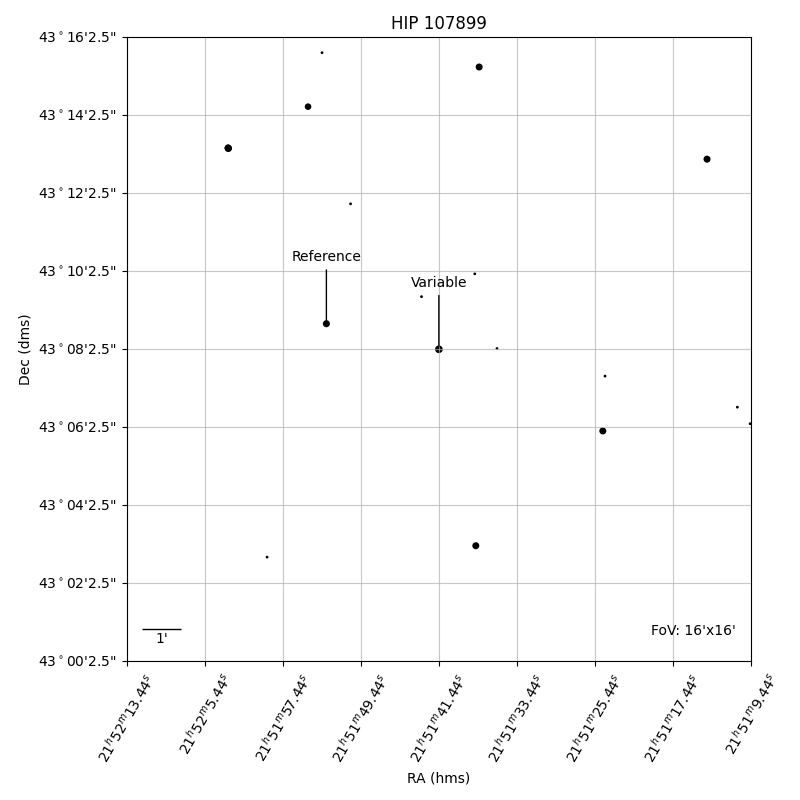 HIP 107899
43°16'2.5"
43°14'2.5"
43°12'2.5"
43°10'2.5"
43°08'2.5"
43°06'2.5"
43°04'2.5"
43°02'2.5"
43°00'2.5"
Dec (dms)
Reference
Variable
1'
FoV: 16'x16'
21ʰ52ᵐ13.44ˢ
21ʰ52ᵐ5.44ˢ
21ʰ51ᵐ57.44ˢ
21ʰ51ᵐ49.44ˢ
21ʰ51ᵐ41.44ˢ
21ʰ51ᵐ33.44ˢ
21ʰ51ᵐ25.44ˢ
21ʰ51ᵐ17.44ˢ
21ʰ51ᵐ9.44ˢ
RA (hms)